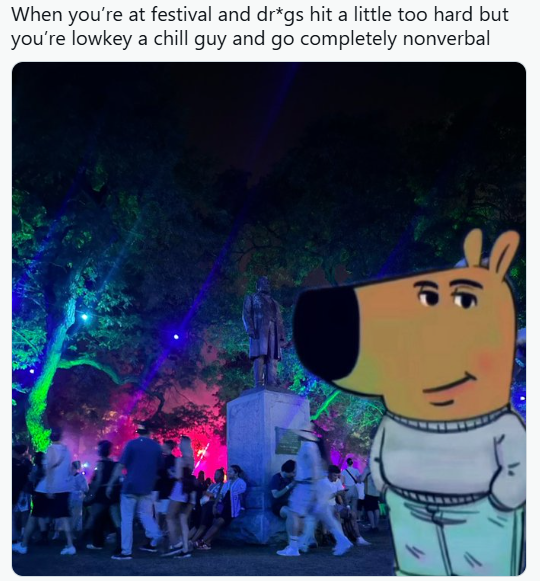 When you’re at festival and dr*gs hit a little too hard but
you’re lowkey a chill guy and go completely nonverbal